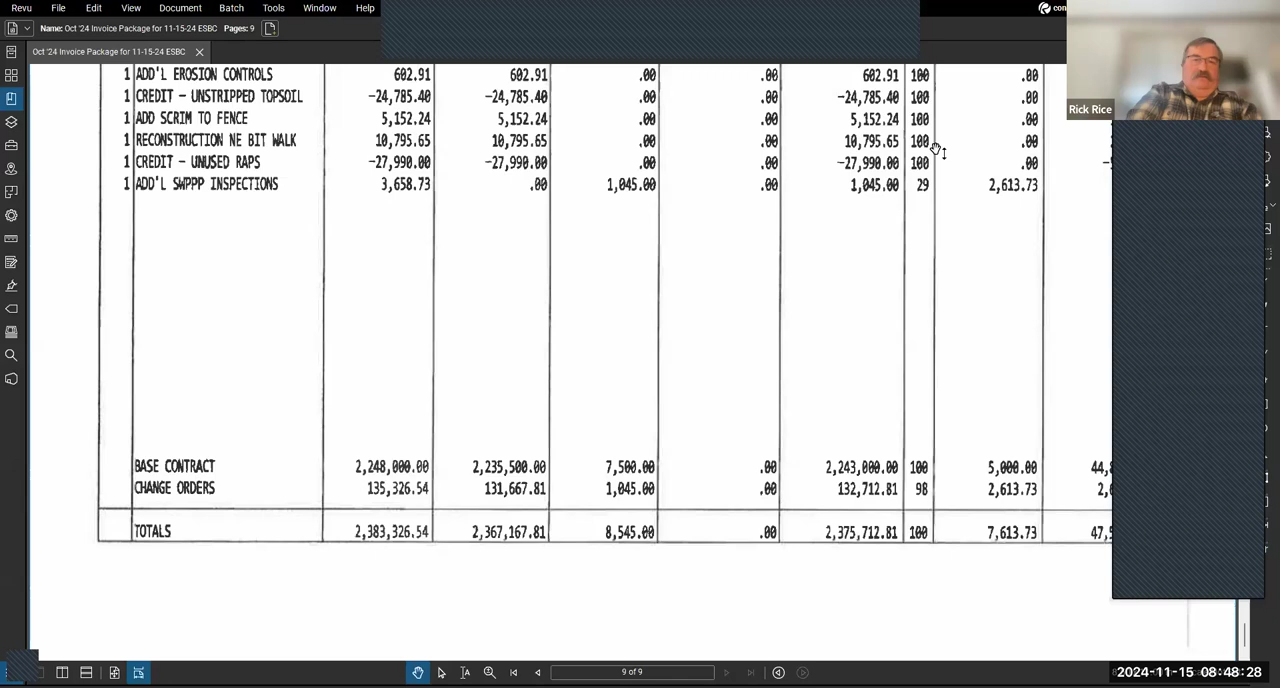 Revu File Edit View Document Batch Tools Window Help
Name: Oct '24 Invoice Package for 11-15-24 ESBC Pages: 9
Oct '24 Invoice Package for 11-15-24 ESBC
Rick Rice
1 ADD'L EROSION CONTROLS 602.91 602.91 .00 .00 602.91 100 .00
1 CREDIT - UNSTRIPPED TOPSOIL -24,785.40 -24,785.40 .00 .00 -24,785.40 100 .00
1 ADD SCRIM TO FENCE 5,152.24 5,152.24 .00 .00 5,152.24 100 .00
1 RECONSTRUCTION NE BIT WALK 10,795.65 10,795.65 .00 .00 10,795.65 100 .00
1 CREDIT - UNUSED RAPS -27,990.00 -27,990.00 .00 .00 -27,990.00 100 .00
1 ADD'L SWPPP INSPECTIONS 3,658.73 .00 1,045.00 .00 1,045.00 29 2,613.73
BASE CONTRACT 2,248,000.00 2,235,500.00 7,500.00 .00 2,243,000.00 100 5,000.00 44,
CHANGE ORDERS 135,326.54 131,667.81 1,045.00 .00 132,712.81 98 2,613.73 2,
TOTALS 2,383,326.54 2,367,167.81 8,545.00 .00 2,375,712.81 100 7,613.73 47,
9 of 9
2024-11-15 08:48:28